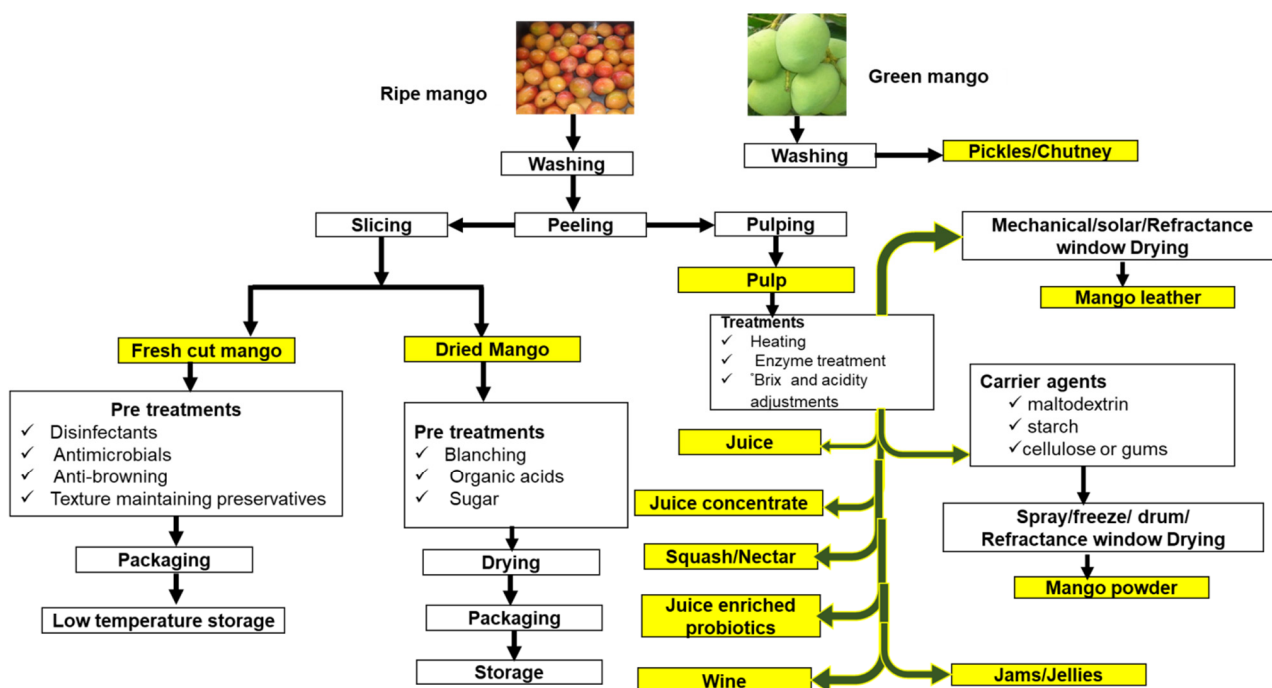 Ripe mango
Green mango
Washing
Washing
Pickles/Chutney
Slicing
Peeling
Pulping
Mechanical/solar/Refractance
window Drying
Pulp
Mango leather
Treatments
✓ Heating
✓ Enzyme treatment
✓ °Brix and acidity
adjustments
Fresh cut mango
Dried Mango
Carrier agents
✓ maltodextrin
✓ starch
✓ cellulose or gums
Pre treatments
✓ Disinfectants
✓ Antimicrobials
✓ Anti-browning
✓ Texture maintaining preservatives
Pre treatments
✓ Blanching
✓ Organic acids
✓ Sugar
Juice
Juice concentrate
Spray/freeze/ drum/
Refractance window Drying
Packaging
Drying
Squash/Nectar
Mango powder
Low temperature storage
Packaging
Juice enriched
probiotics
Storage
Wine
Jams/Jellies